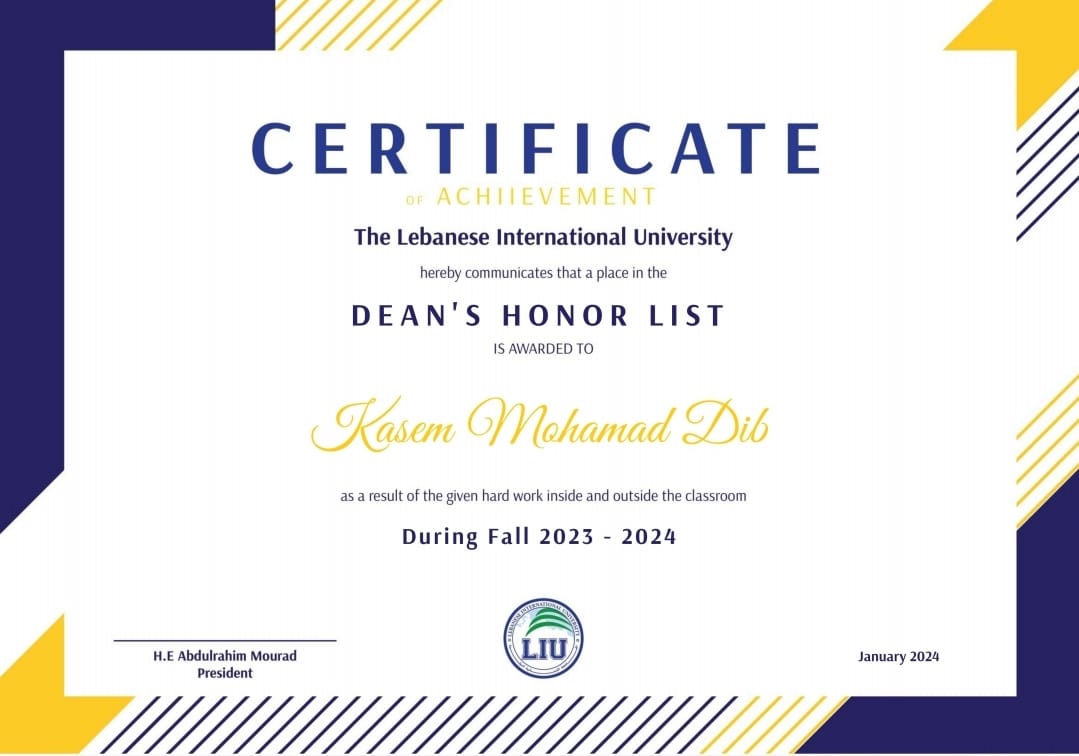 CERTIFICATE
OF ACHIIEVEMENT
The Lebanese International University
hereby communicates that a place in the
DEAN'S HONOR LIST
IS AWARDED TO
Kasem Mohamad Dib
as a result of the given hard work inside and outside the classroom
During Fall 2023 - 2024
LEBANESE INTERNATIONAL UNIVERSITY
LIU
H.E Abdulrahim Mourad
President
January 2024